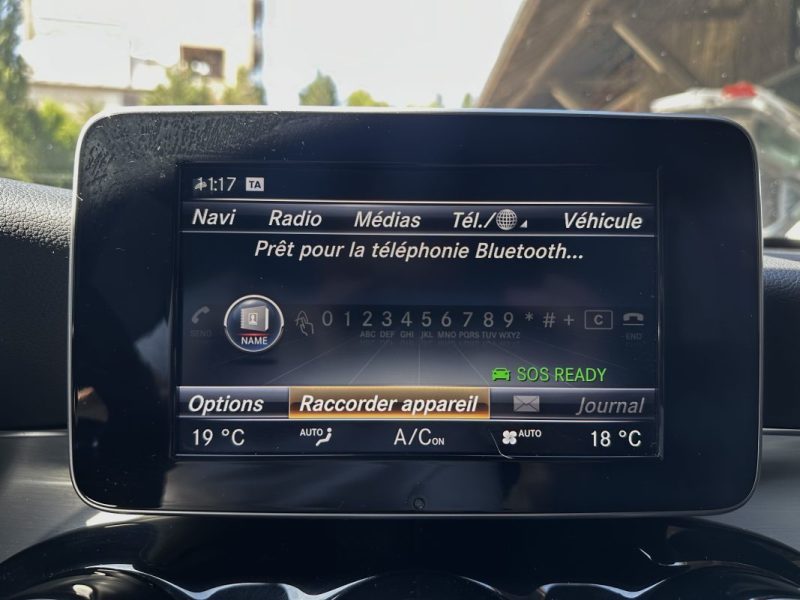 11:17 TA
Navi Radio Médias Tél./ Véhicule
Prêt pour la téléphonie Bluetooth...
SEND NAME 0 1 2 3 4 5 6 7 8 9 * # + C END
ABC DEF GHI JKL MNO PQRS TUV WXYZ
SOS READY
Options Raccorder appareil Journal
19 °C AUTO A/C ON AUTO 18 °C